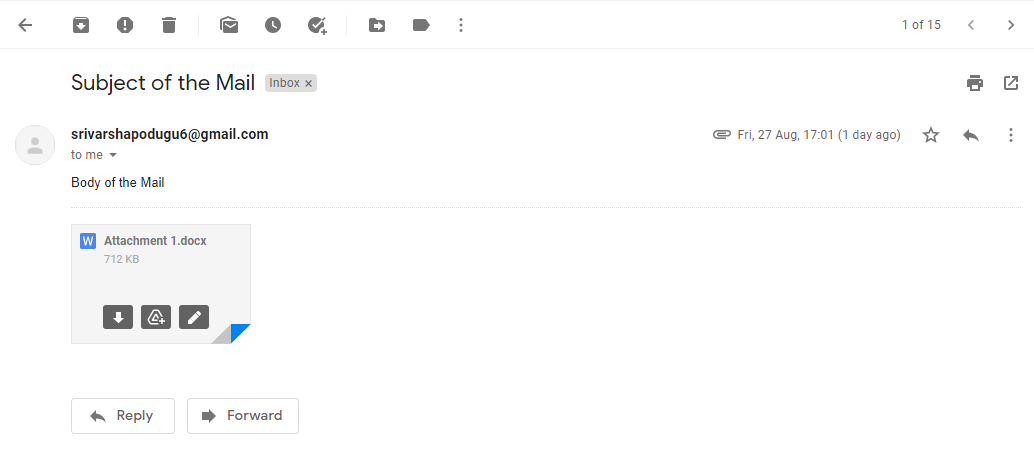 1 of 15
Subject of the Mail Inbox ×
srivarshapodugu6@gmail.com Fri, 27 Aug, 17:01 (1 day ago)
to me
Body of the Mail
W Attachment 1.docx
712 KB
Reply Forward